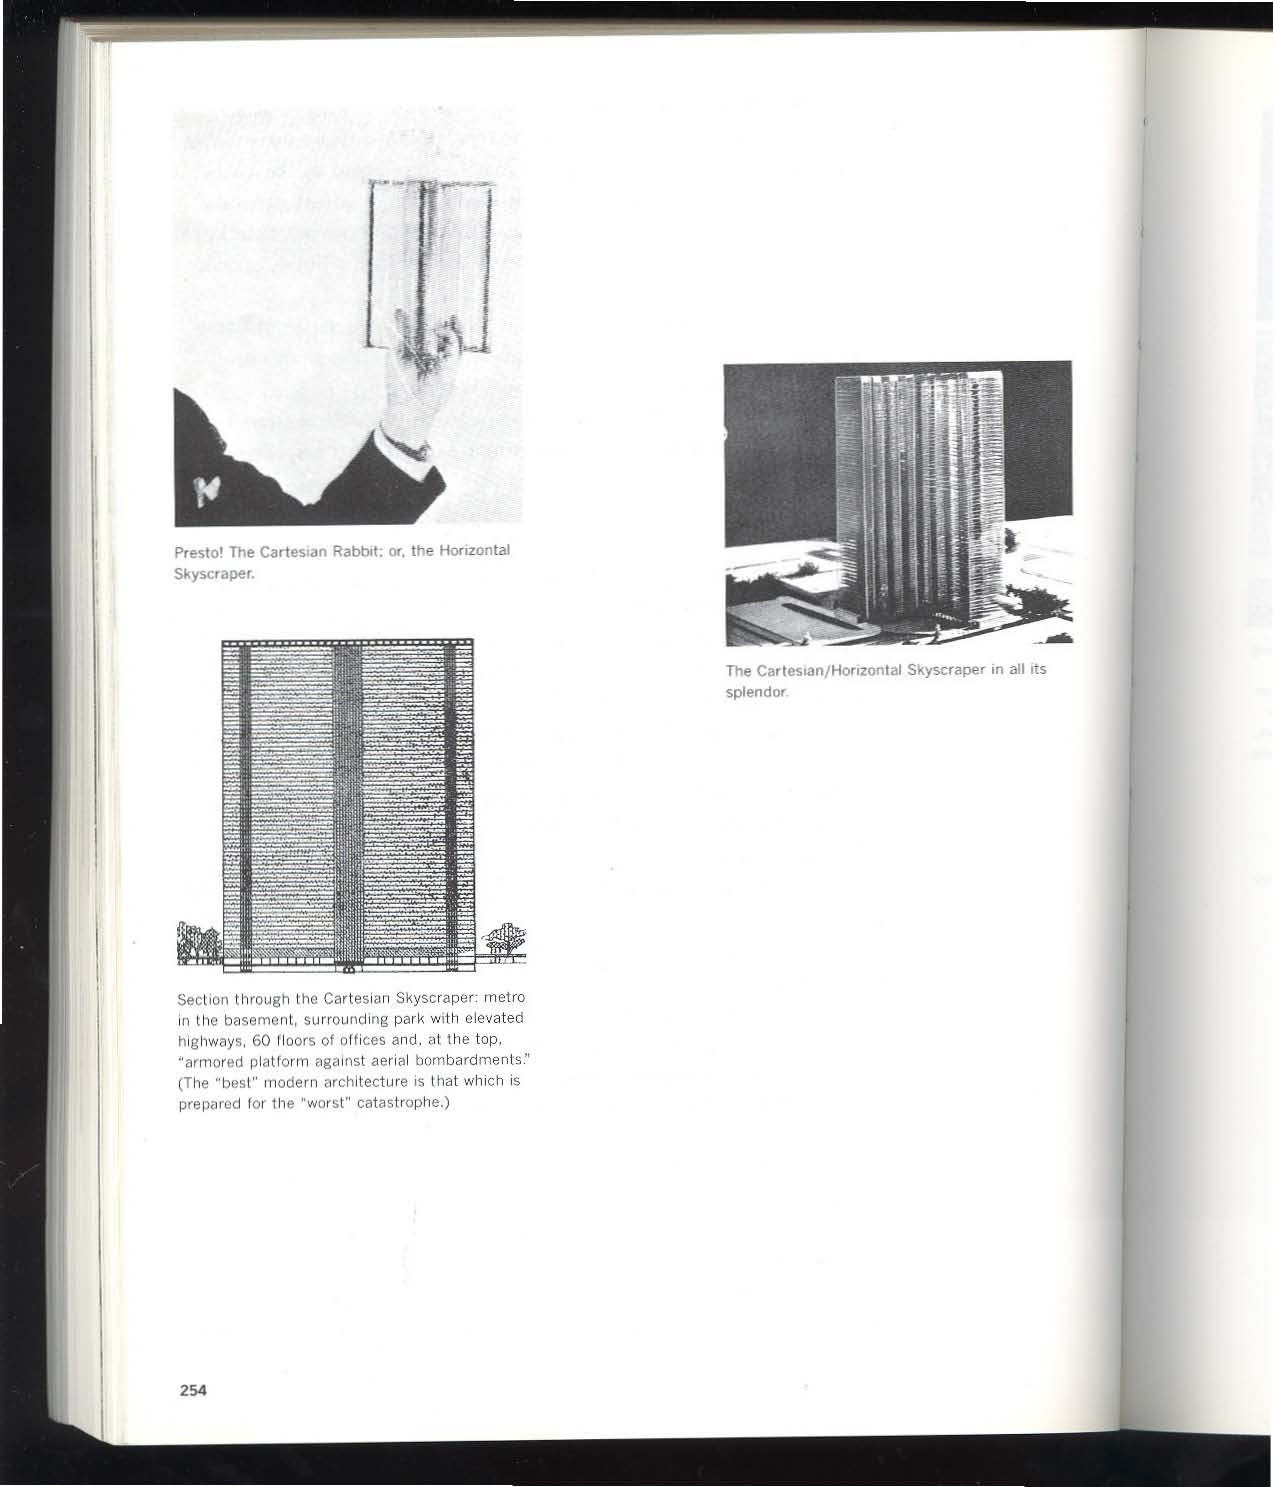 Presto! The Cartesian Rabbit; or, the Horizontal
Skyscraper.
The Cartesian/Horizontal Skyscraper in all its
splendor.
Section through the Cartesian Skyscraper: metro
in the basement, surrounding park with elevated
highways, 60 floors of offices and, at the top,
"armored platform against aerial bombardments."
(The "best" modern architecture is that which is
prepared for the "worst" catastrophe.)
254